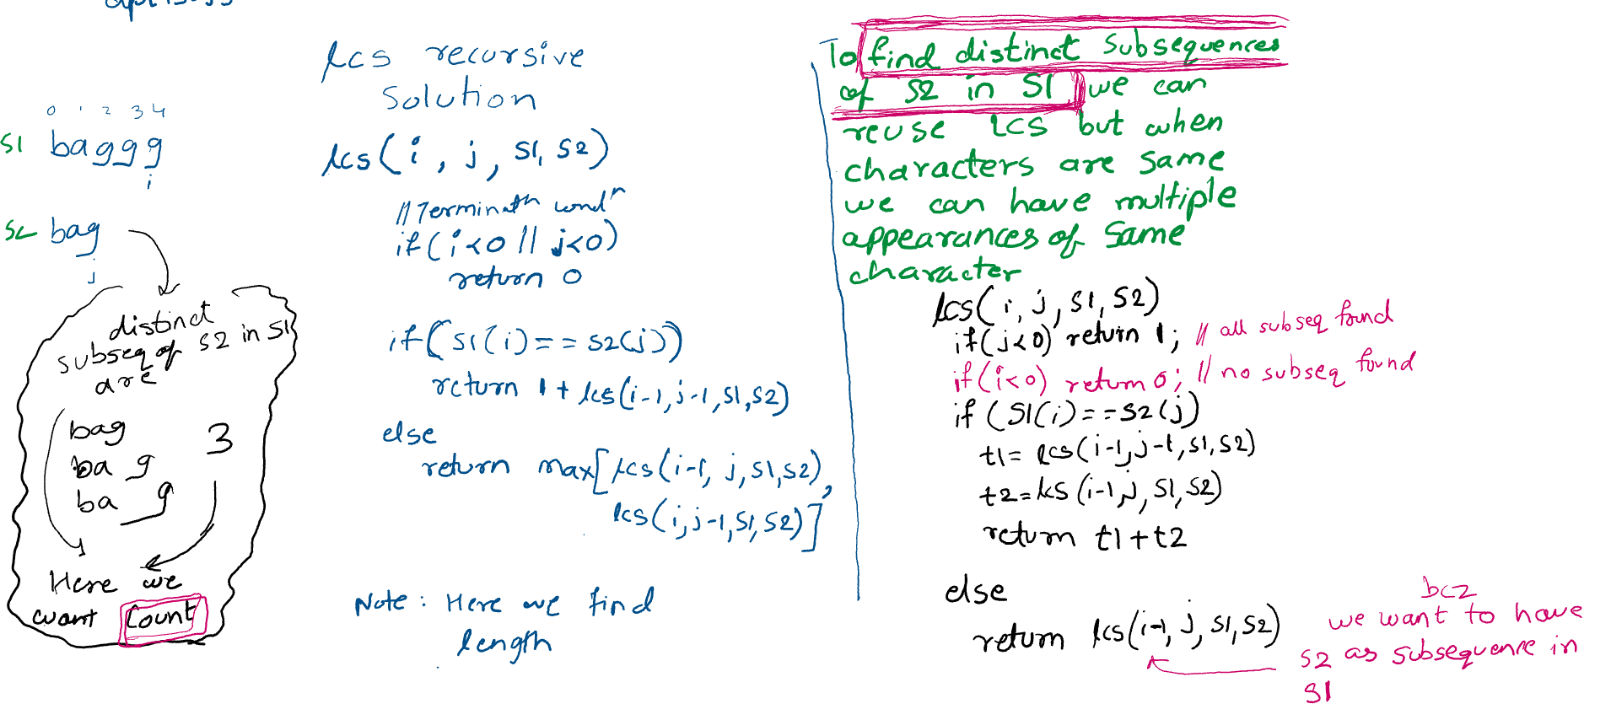 0 1 2 3 4
S1 baggg
i
S2 bag
j
distinct
subseq of S2 in S1
are
bag
ba g
ba g
3
Here we
want Count
lcs recursive
Solution
lcs(i, j, S1, S2)
// Terminatn condn
if(i<0 || j<0)
return 0
if(S1(i)==S2(j))
return 1+lcs(i-1,j-1,S1,S2)
else
return max[lcs(i-1, j, S1, S2),
lcs(i,j-1,S1,S2)]
Note: Here we find
length
To find distinct Subsequences
of S2 in S1 we can
reuse LCS but when
characters are same
we can have multiple
appearances of Same
character
lcs(i, j, S1, S2)
if(j<0) return 1; // all subseq found
if(i<0) return 0; // no subseq found
if (S1(i)==S2(j)
t1= lcs(i-1,j-1,S1,S2)
t2=lcs(i-1,j, S1, S2)
return t1+t2
else
return lcs(i-1, j, S1, S2)
bcz
we want to have
S2 as subsequence in
S1